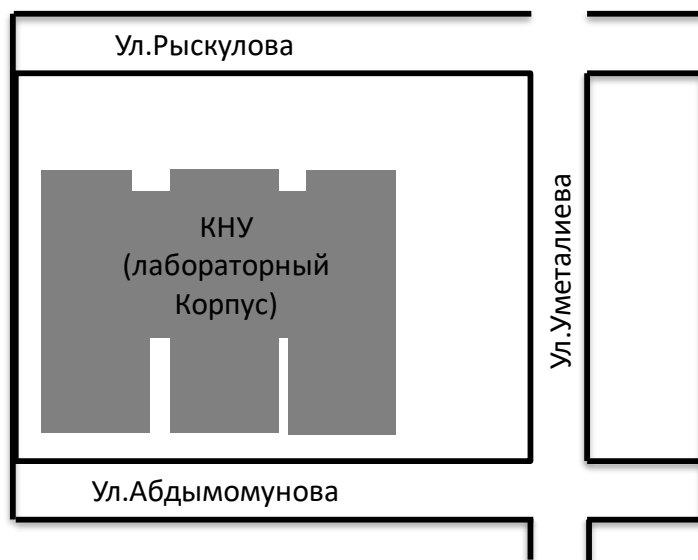 Ул.Рыскулова
КНУ
(лабораторный
Корпус)
Ул.Уметалиева
Ул.Абдымомунова